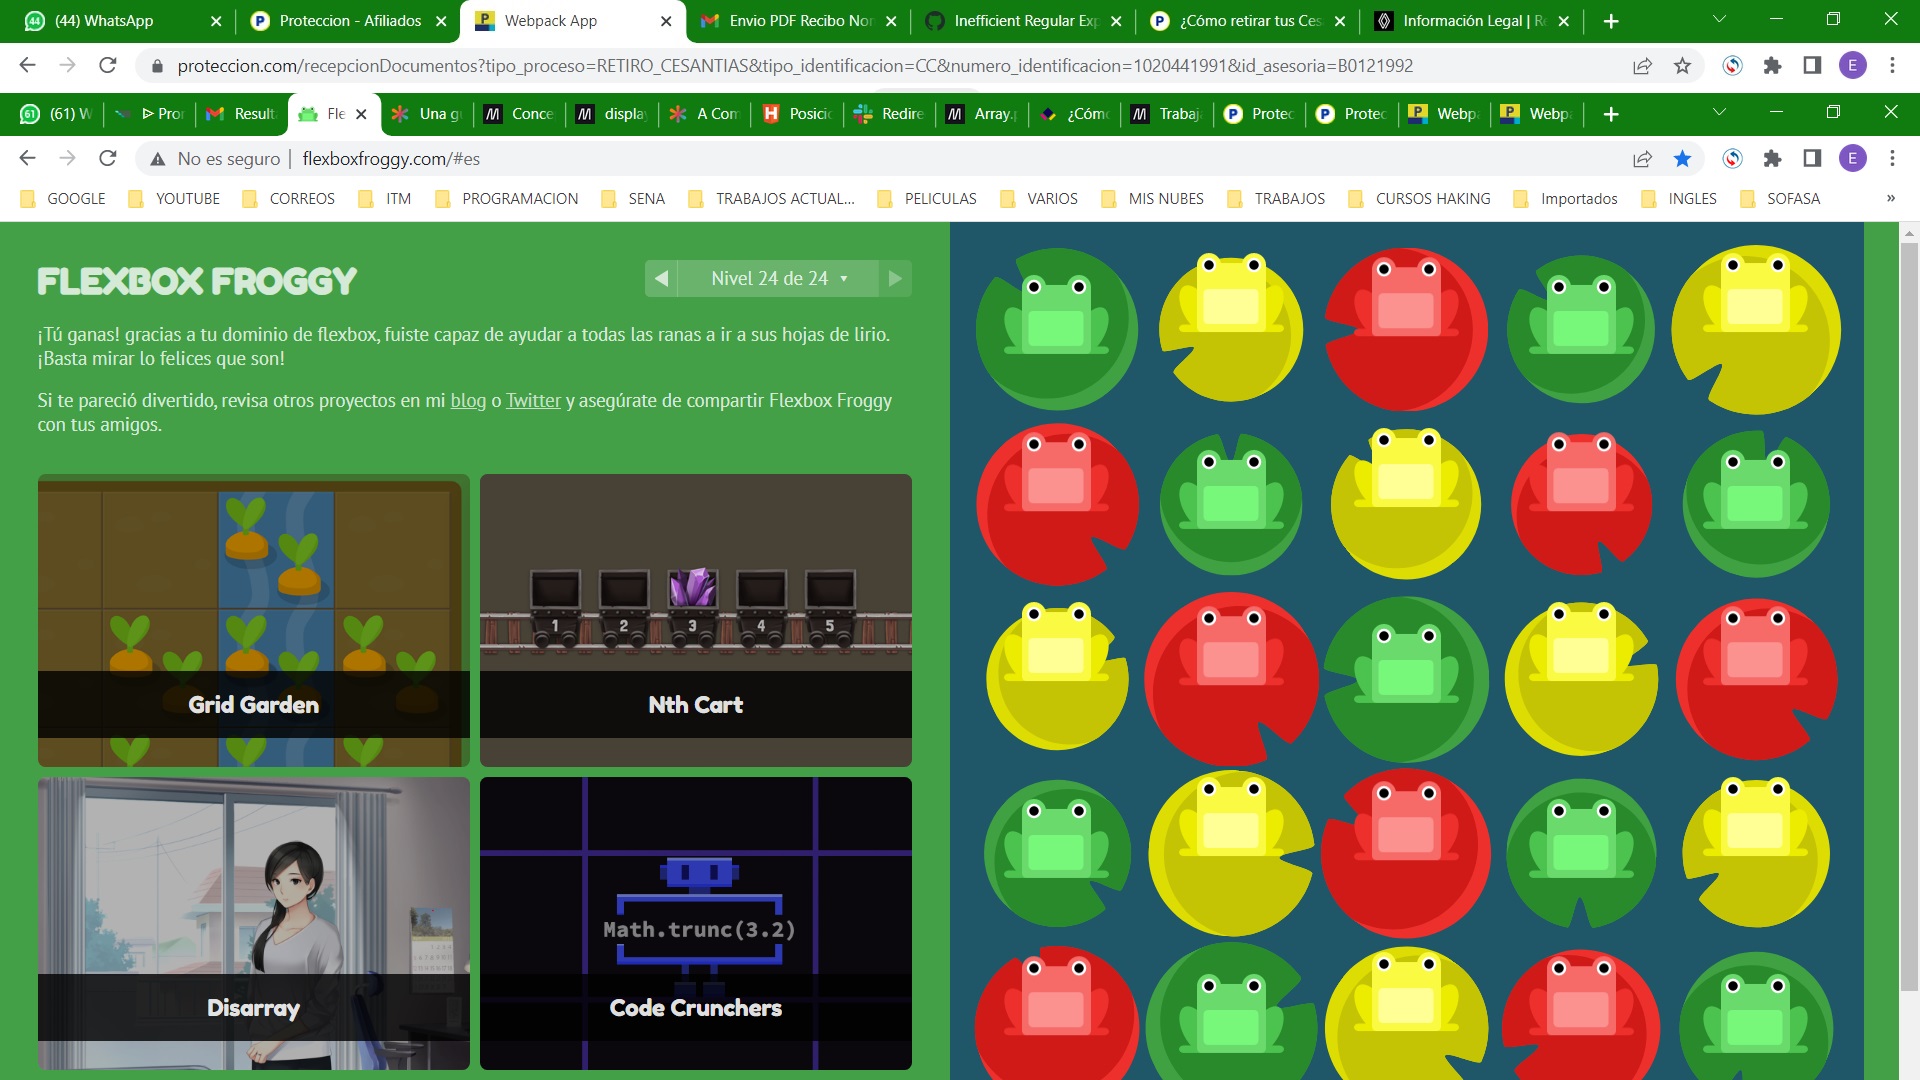 (44) WhatsApp
Proteccion - Afiliados
Webpack App
Envio PDF Recibo Nor
Inefficient Regular Exp
¿Cómo retirar tus Ces
Información Legal | R
proteccion.com/recepcionDocumentos?tipo_proceso=RETIRO_CESANTIAS&tipo_identificacion=CC&numero_identificacion=1020441991&id_asesoria=B0121992
E
(61) W
Pror
Result
Fle
Una g
Conce
display
A Com
Posici
Redire
Array.p
¿Cómo
Trabaj
Protec
Protec
Webpa
Webpa
No es seguro | flexboxfroggy.com/#es
E
GOOGLE
YOUTUBE
CORREOS
ITM
PROGRAMACION
SENA
TRABAJOS ACTUAL...
PELICULAS
VARIOS
MIS NUBES
TRABAJOS
CURSOS HAKING
Importados
INGLES
SOFASA
»
FLEXBOX FROGGY
Nivel 24 de 24
¡Tú ganas! gracias a tu dominio de flexbox, fuiste capaz de ayudar a todas las ranas a ir a sus hojas de lirio.
¡Basta mirar lo felices que son!
Si te pareció divertido, revisa otros proyectos en mi blog o Twitter y asegúrate de compartir Flexbox Froggy
con tus amigos.
1 2 3 4 5
Grid Garden
Nth Cart
Math.trunc(3.2)
Disarray
Code Crunchers